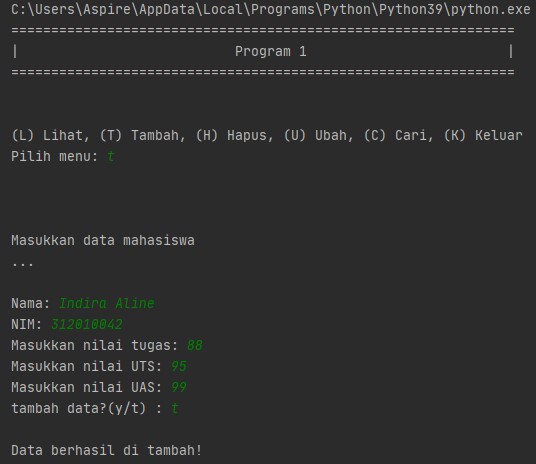 C:\Users\Aspire\AppData\Local\Programs\Python\Python39\python.exe
===============================================================
|                           Program 1                         |
===============================================================
(L) Lihat, (T) Tambah, (H) Hapus, (U) Ubah, (C) Cari, (K) Keluar
Pilih menu: t
Masukkan data mahasiswa
...
Nama: Indira Aline
NIM: 312010042
Masukkan nilai tugas: 88
Masukkan nilai UTS: 95
Masukkan nilai UAS: 99
tambah data?(y/t) : t
Data berhasil di tambah!